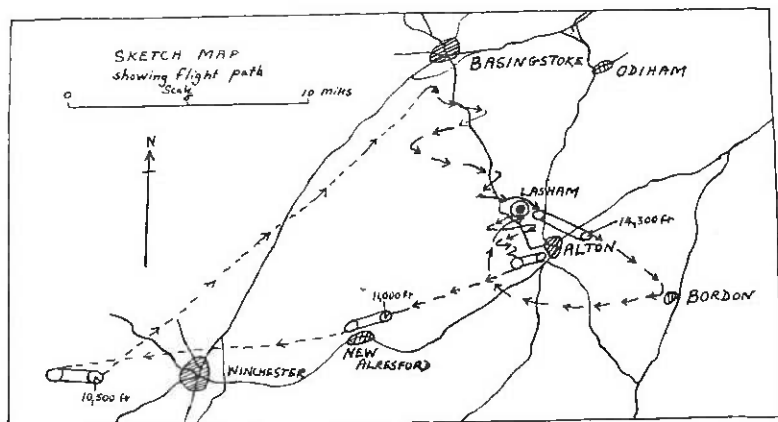 SKETCH MAP
showing flight path
Scale
0 10 miles
N
BASINGSTOKE
ODIHAM
LASHAM
14,300 ft
ALTON
BORDON
11,000 ft
NEW
ALRESFORD
WINCHESTER
10,500 ft